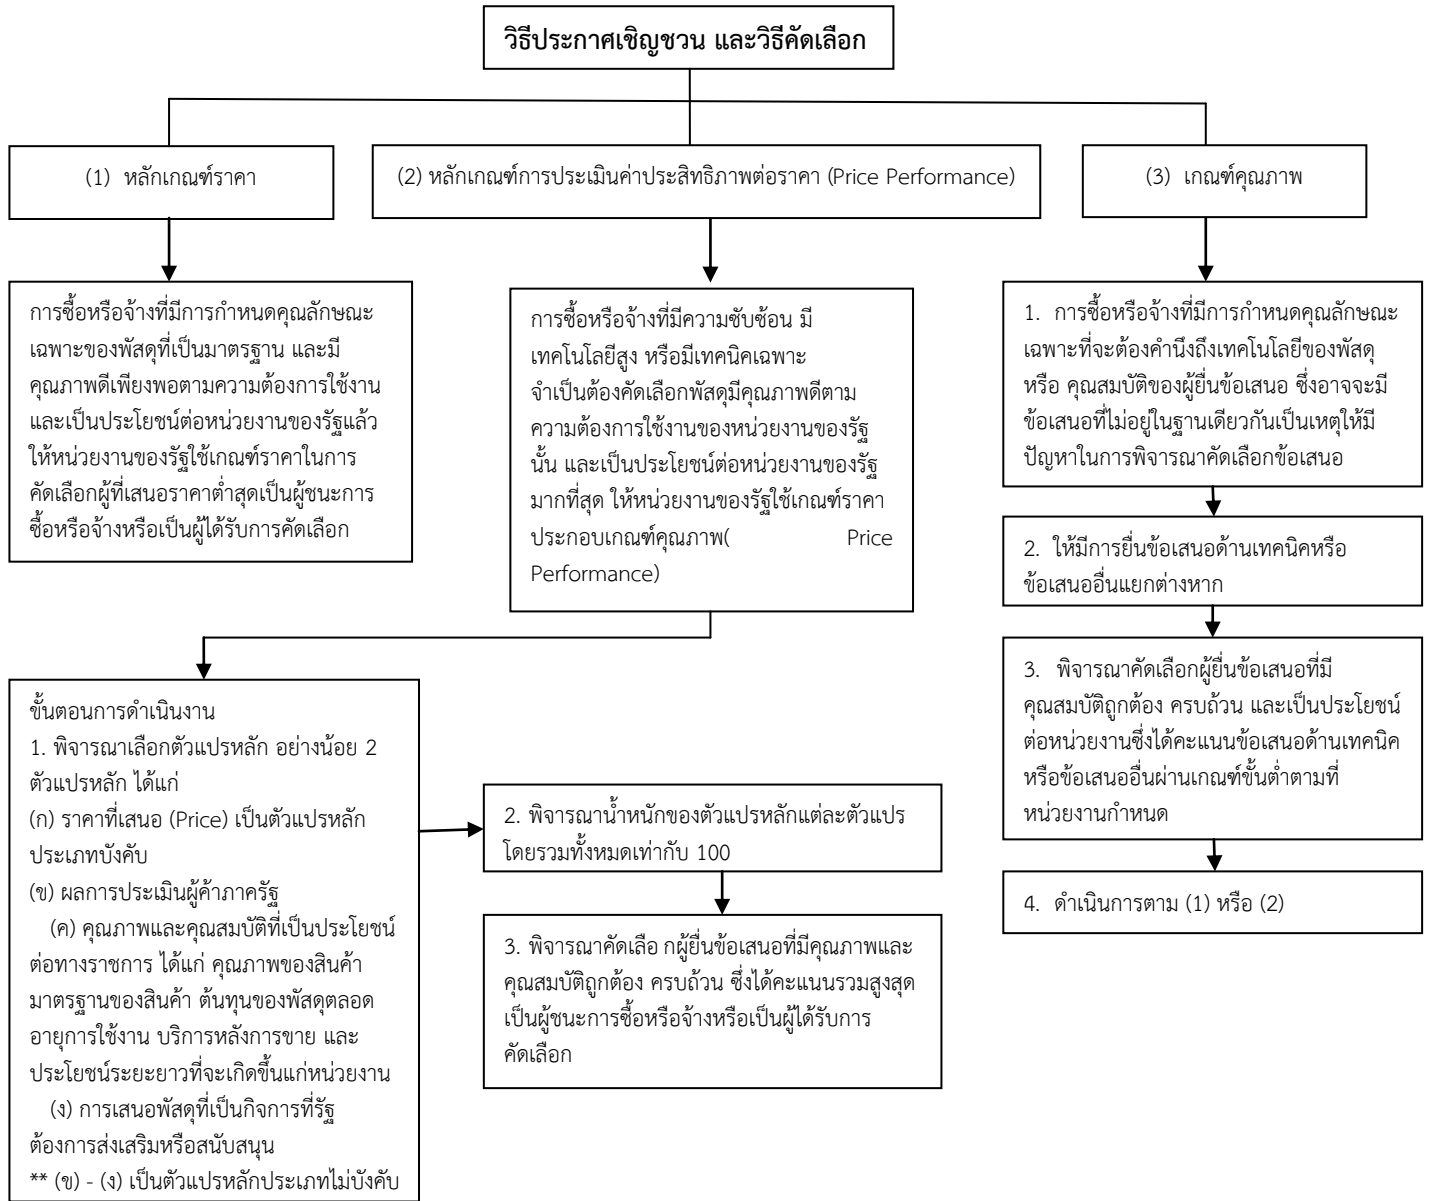 วิธีประกาศเชิญชวน และวิธีคัดเลือก
(1) หลักเกณฑ์ราคา
(2) หลักเกณฑ์การประเมินค่าประสิทธิภาพต่อราคา (Price Performance)
(3) เกณฑ์คุณภาพ
การซื้อหรือจ้างที่มีการกำหนดคุณลักษณะ
เฉพาะของพัสดุที่เป็นมาตรฐาน และมี
คุณภาพดีเพียงพอตามความต้องการใช้งาน
และเป็นประโยชน์ต่อหน่วยงานของรัฐแล้ว
ให้หน่วยงานของรัฐใช้เกณฑ์ราคาในการ
คัดเลือกผู้ที่เสนอราคาต่ำสุดเป็นผู้ชนะการ
ซื้อหรือจ้างหรือเป็นผู้ได้รับการคัดเลือก
การซื้อหรือจ้างที่มีความซับซ้อน มี
เทคโนโลยีสูง หรือมีเทคนิคเฉพาะ
จำเป็นต้องคัดเลือกพัสดุมีคุณภาพดีตาม
ความต้องการใช้งานของหน่วยงานของรัฐ
นั้น และเป็นประโยชน์ต่อหน่วยงานของรัฐ
มากที่สุด ให้หน่วยงานของรัฐใช้เกณฑ์ราคา
ประกอบเกณฑ์คุณภาพ( Price
Performance)
1. การซื้อหรือจ้างที่มีการกำหนดคุณลักษณะ
เฉพาะที่จะต้องคำนึงถึงเทคโนโลยีของพัสดุ
หรือ คุณสมบัติของผู้ยื่นข้อเสนอ ซึ่งอาจจะมี
ข้อเสนอที่ไม่อยู่ในฐานเดียวกันเป็นเหตุให้มี
ปัญหาในการพิจารณาคัดเลือกข้อเสนอ
2. ให้มีการยื่นข้อเสนอด้านเทคนิคหรือ
ข้อเสนออื่นแยกต่างหาก
3. พิจารณาคัดเลือกผู้ยื่นข้อเสนอที่มี
คุณสมบัติถูกต้อง ครบถ้วน และเป็นประโยชน์
ต่อหน่วยงานซึ่งได้คะแนนข้อเสนอด้านเทคนิค
หรือข้อเสนออื่นผ่านเกณฑ์ขั้นต่ำตามที่
หน่วยงานกำหนด
4. ดำเนินการตาม (1) หรือ (2)
ขั้นตอนการดำเนินงาน
1. พิจารณาเลือกตัวแปรหลัก อย่างน้อย 2
ตัวแปรหลัก ได้แก่
(ก) ราคาที่เสนอ (Price) เป็นตัวแปรหลัก
ประเภทบังคับ
(ข) ผลการประเมินผู้ค้าภาครัฐ
(ค) คุณภาพและคุณสมบัติที่เป็นประโยชน์
ต่อทางราชการ ได้แก่ คุณภาพของสินค้า
มาตรฐานของสินค้า ต้นทุนของพัสดุตลอด
อายุการใช้งาน บริการหลังการขาย และ
ประโยชน์ระยะยาวที่จะเกิดขึ้นแก่หน่วยงาน
(ง) การเสนอพัสดุที่เป็นกิจการที่รัฐ
ต้องการส่งเสริมหรือสนับสนุน
** (ข) - (ง) เป็นตัวแปรหลักประเภทไม่บังคับ
2. พิจารณาน้ำหนักของตัวแปรหลักแต่ละตัวแปร
โดยรวมทั้งหมดเท่ากับ 100
3. พิจารณาคัดเลือ กผู้ยื่นข้อเสนอที่มีคุณภาพและ
คุณสมบัติถูกต้อง ครบถ้วน ซึ่งได้คะแนนรวมสูงสุด
เป็นผู้ชนะการซื้อหรือจ้างหรือเป็นผู้ได้รับการ
คัดเลือก